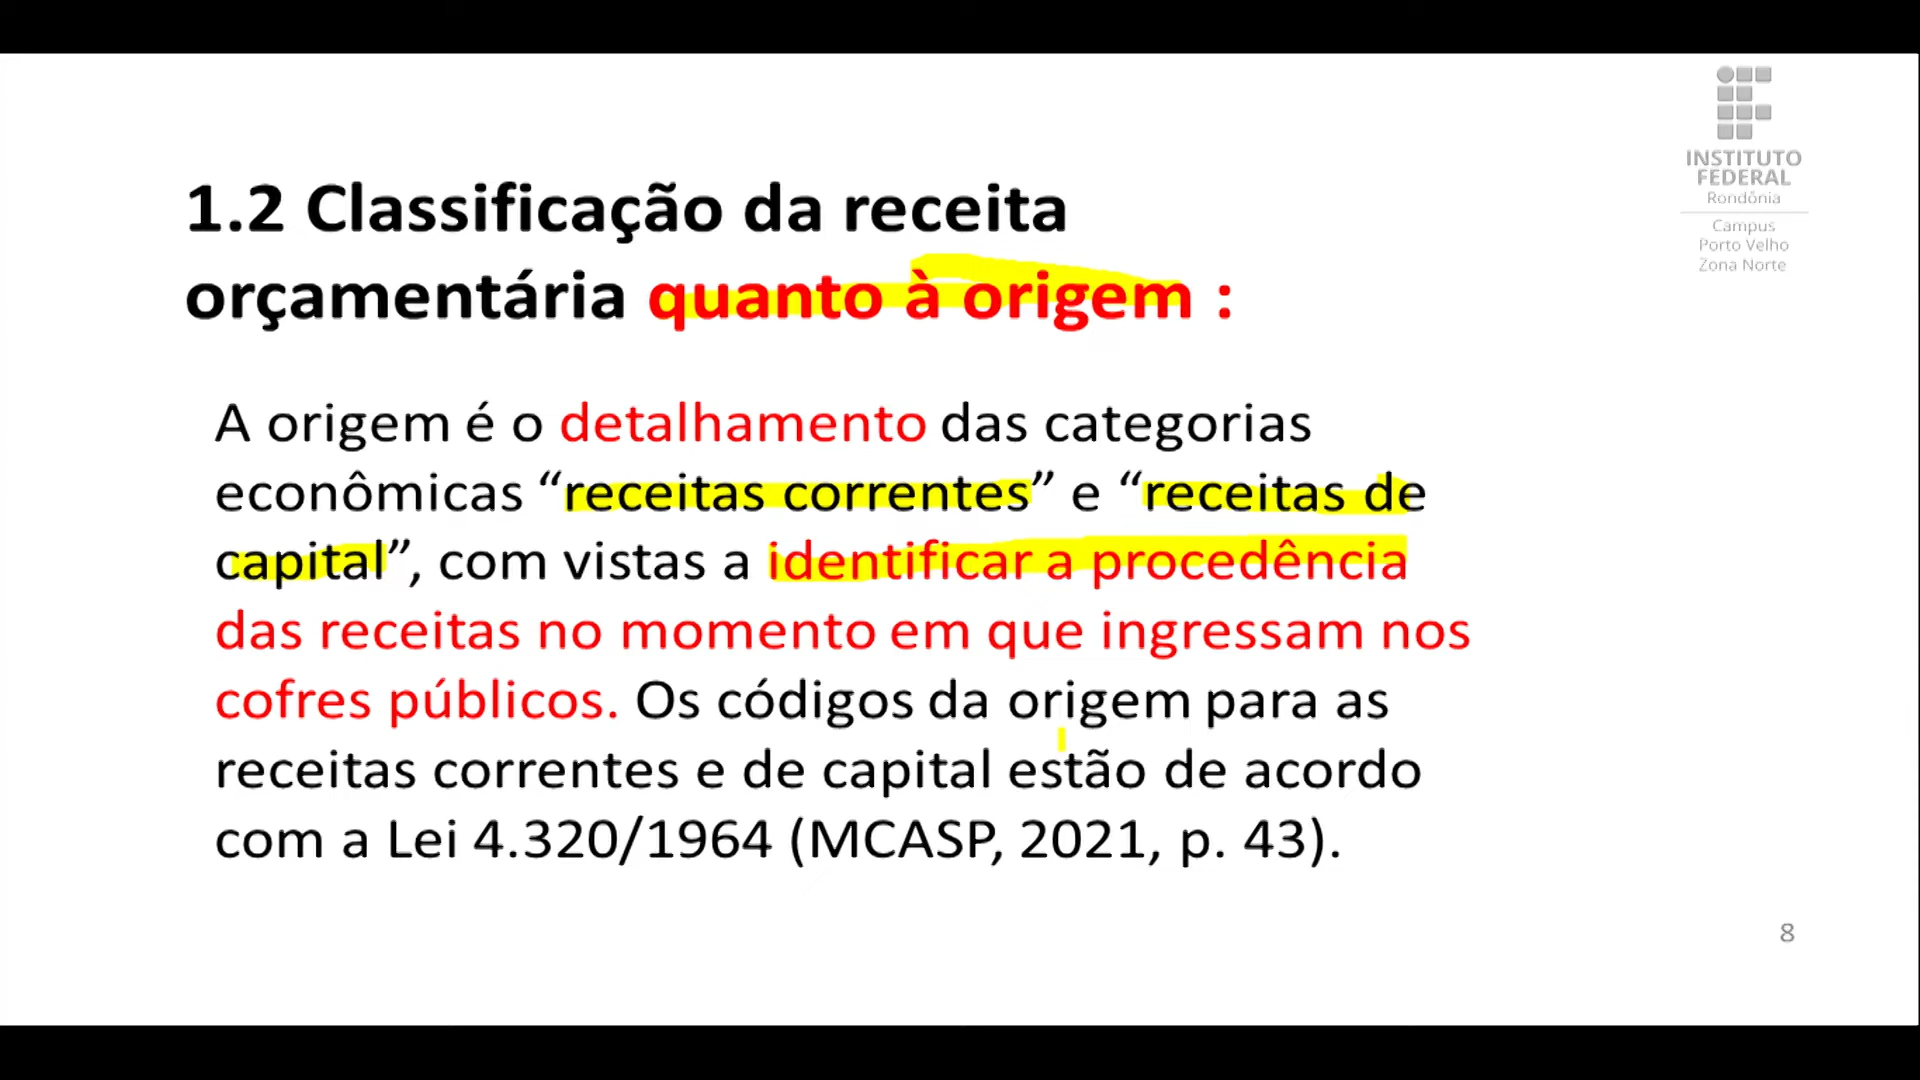 INSTITUTO
FEDERAL
Rondônia
Campus
Porto Velho
Zona Norte
1.2 Classificação da receita
orçamentária quanto à origem :
A origem é o detalhamento das categorias
econômicas “receitas correntes” e “receitas de
capital”, com vistas a identificar a procedência
das receitas no momento em que ingressam nos
cofres públicos. Os códigos da origem para as
receitas correntes e de capital estão de acordo
com a Lei 4.320/1964 (MCASP, 2021, p. 43).
8